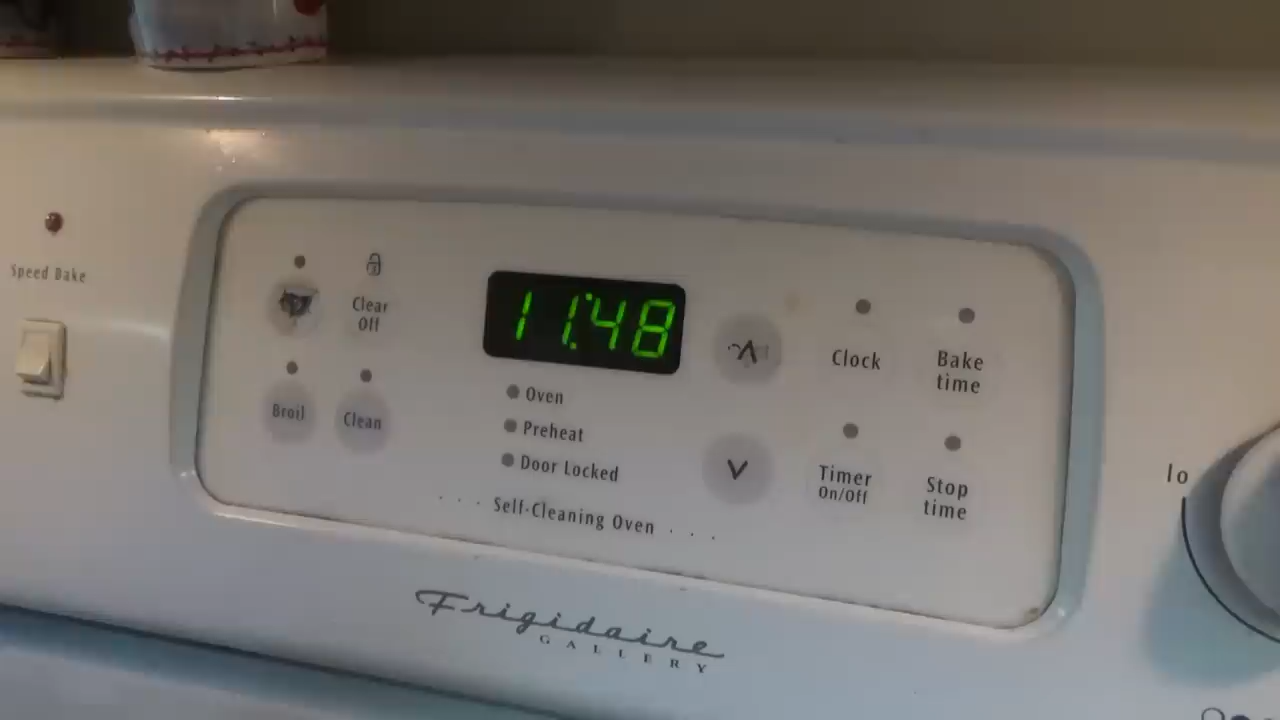 Speed Bake
Clear
Off
Broil
Clean
11:48
Oven
Preheat
Door Locked
Self-Cleaning Oven
Clock
Bake
time
Timer
On/Off
Stop
time
lo
Frigidaire
GALLERY